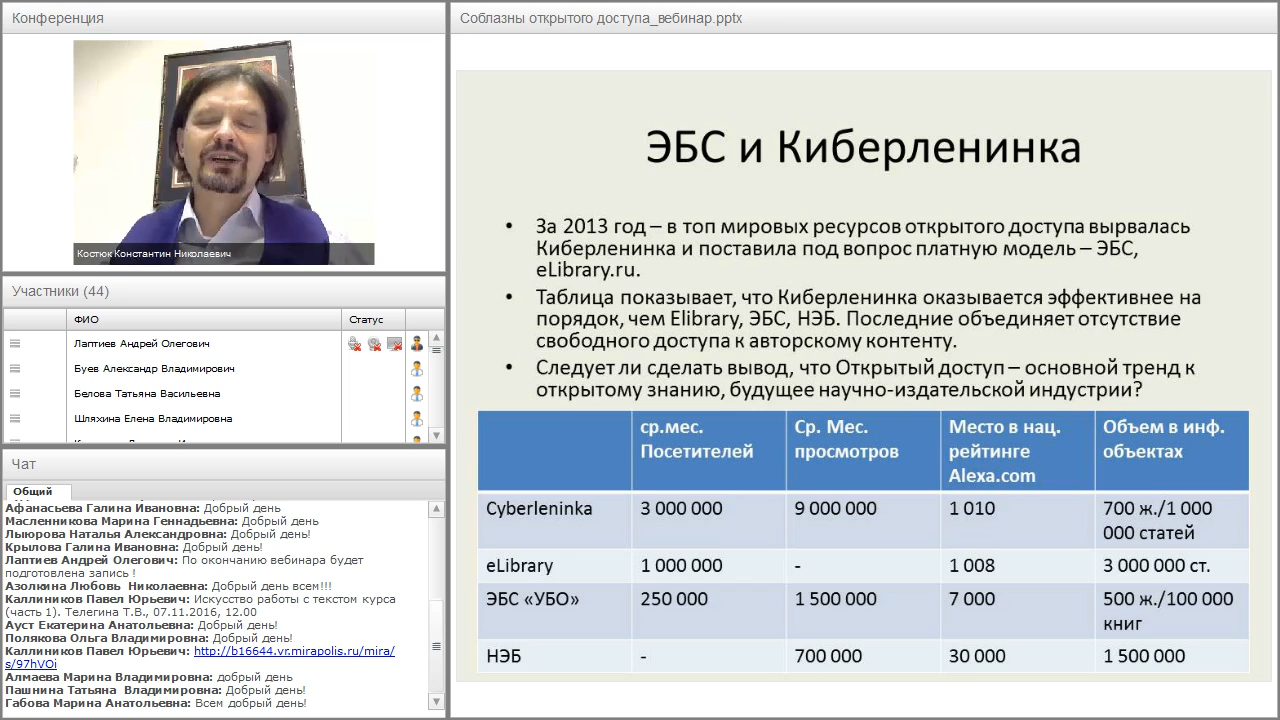 Конференция
Костюк Константин Николаевич
Участники (44)
ФИО
Статус
Лаптиев Андрей Олегович
Буев Александр Владимирович
Белова Татьяна Васильевна
Шляхина Елена Владимировна
Чат
Общий
Афанасьева Галина Ивановна: Добрый день
Масленникова Марина Геннадьевна: Добрый день
Лыюрова Наталья Александровна: Добрый день!
Крылова Галина Ивановна: Добрый день!
Лаптиев Андрей Олегович: По окончанию вебинара будет
подготовлена запись !
Азолкина Любовь Николаевна: Добрый день всем!!!
Каллиников Павел Юрьевич: Искусство работы с текстом курса
(часть 1). Телегина Т.В., 07.11.2016, 12.00
Ауст Екатерина Анатольевна: Добрый день!
Полякова Ольга Владимировна: Добрый день!
Каллиников Павел Юрьевич: http://b16644.vr.mirapolis.ru/mira/
s/97hVOi
Алмаева Марина Владимировна: добрый день
Пашнина Татьяна Владимировна: Добрый день!
Габова Марина Анатольевна: Всем добрый день!
Соблазны открытого доступа_вебинар.pptx
ЭБС и Киберленинка
• За 2013 год – в топ мировых ресурсов открытого доступа вырвалась
Киберленинка и поставила под вопрос платную модель – ЭБС,
eLibrary.ru.
• Таблица показывает, что Киберленинка оказывается эффективнее на
порядок, чем Elibrary, ЭБС, НЭБ. Последние объединяет отсутствие
свободного доступа к авторскому контенту.
• Следует ли сделать вывод, что Открытый доступ – основной тренд к
открытому знанию, будущее научно-издательской индустрии?
ср.мес. Посетителей
Ср. Мес. просмотров
Место в нац. рейтинге Alexa.com
Объем в инф. объектах
Cyberleninka 3 000 000 9 000 000 1 010 700 ж./1 000 000 статей
eLibrary 1 000 000 - 1 008 3 000 000 ст.
ЭБС «УБО» 250 000 1 500 000 7 000 500 ж./100 000 книг
НЭБ - 700 000 30 000 1 500 000